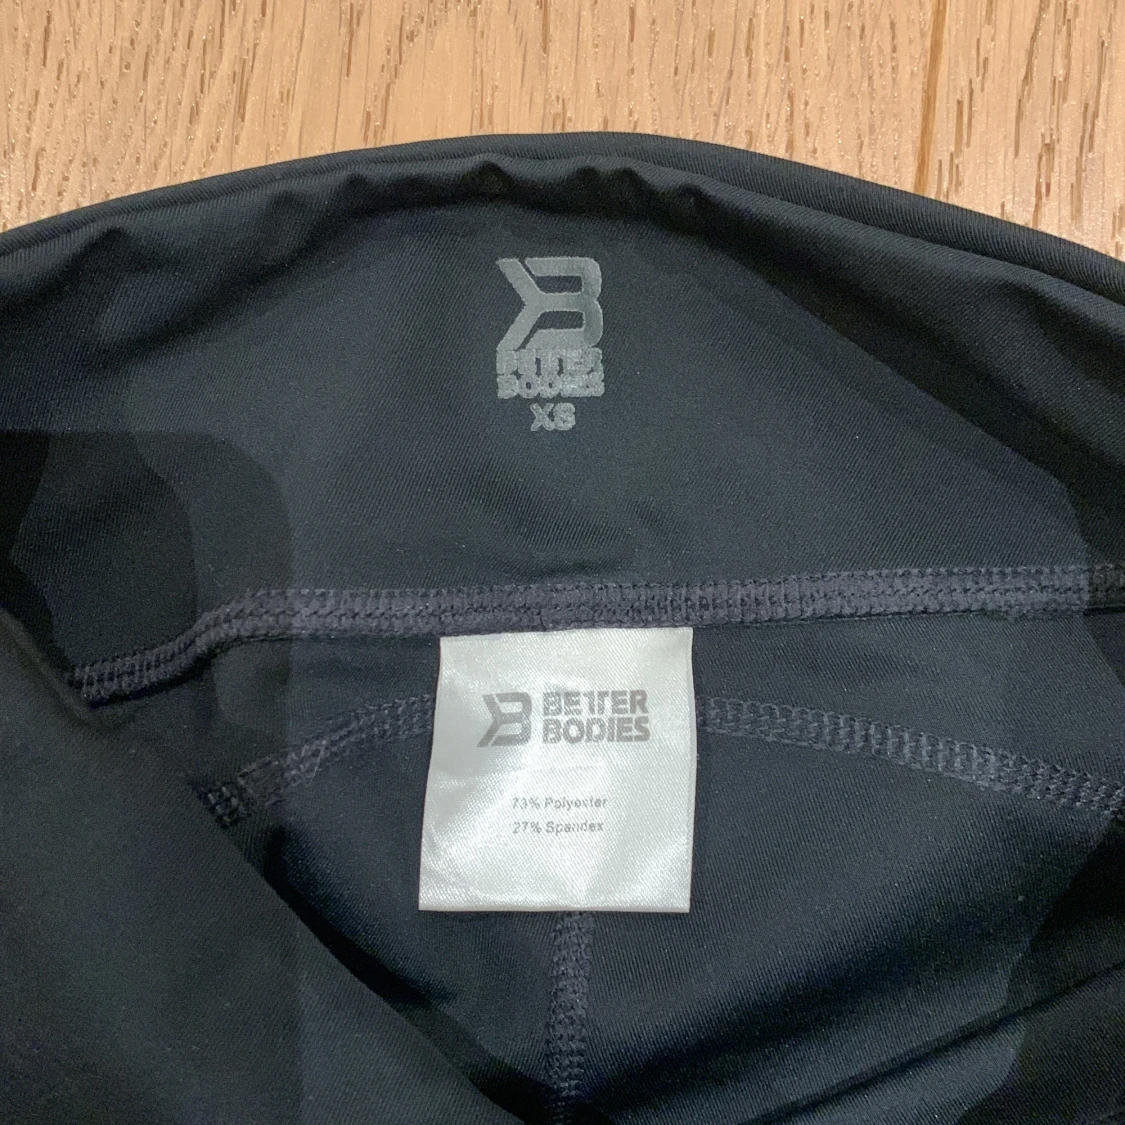 BETTER
BODIES
XS
BETTER
BODIES
73% Polyester
27% Spandex